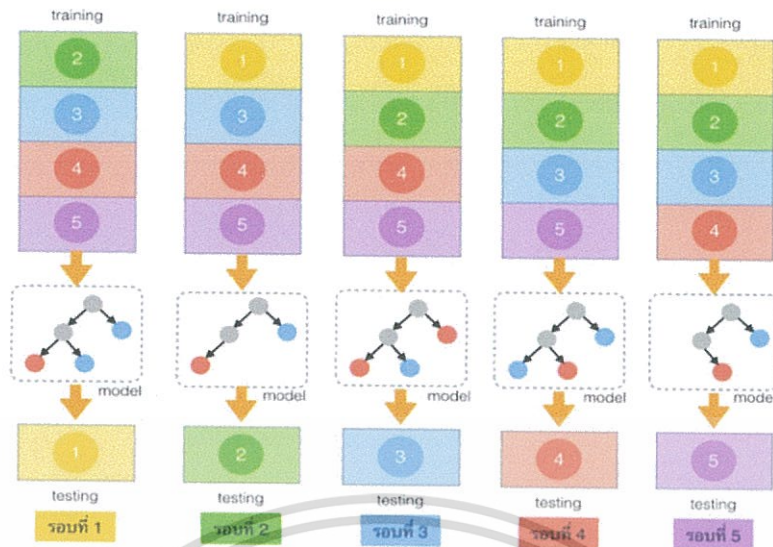 training training training training training
2 1 1 1 1
3 3 2 2 2
4 4 4 3 3
5 5 5 5 4
model model model model model
1 2 3 4 5
testing testing testing testing testing
รอบที่ 1 รอบที่ 2 รอบที่ 3 รอบที่ 4 รอบที่ 5